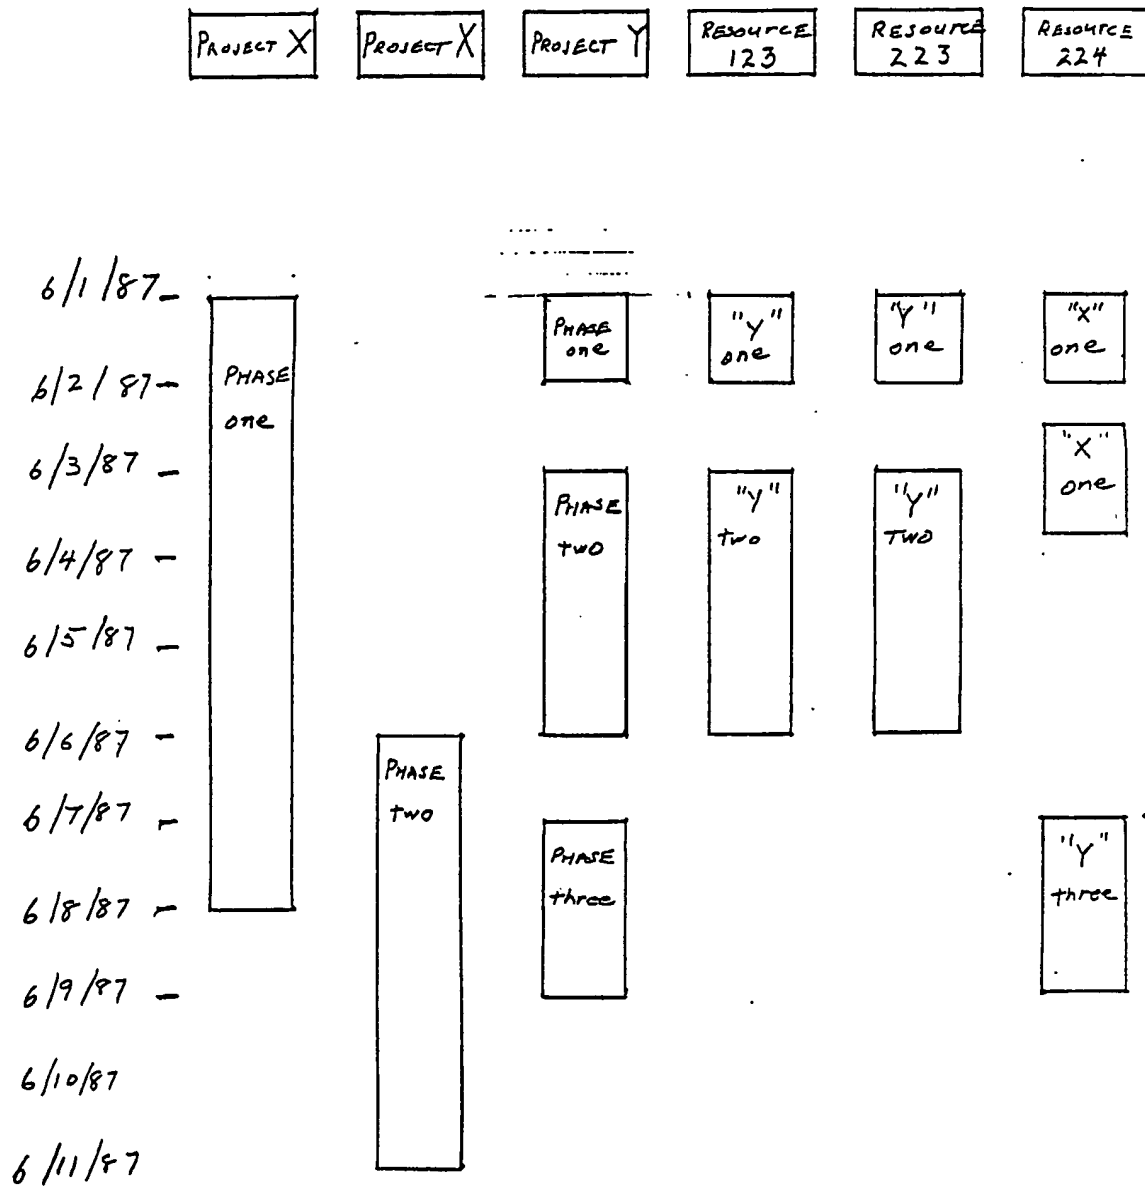 PROJECT X
PROJECT X
PROJECT Y
RESOURCE
123
RESOURCE
223
RESOURCE
224
6/1/87
6/2/87
6/3/87
6/4/87
6/5/87
6/6/87
6/7/87
6/8/87
6/9/87
6/10/87
6/11/87
PHASE
one
PHASE
two
PHASE
one
PHASE
TWO
PHASE
three
"Y"
one
"Y"
two
"Y"
one
"Y"
TWO
"X"
one
"X"
one
"Y"
three